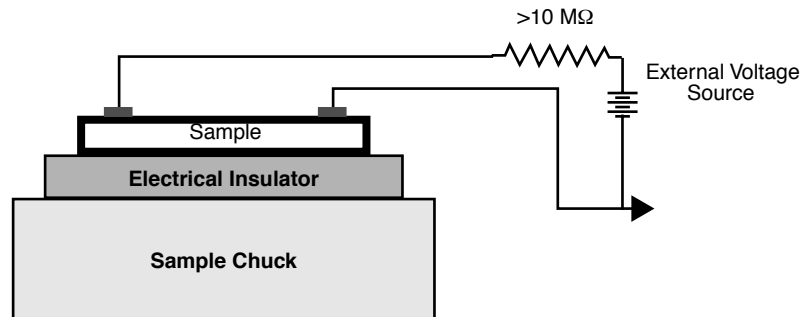 >10 MΩ
External Voltage
Source
Sample
Electrical Insulator
Sample Chuck